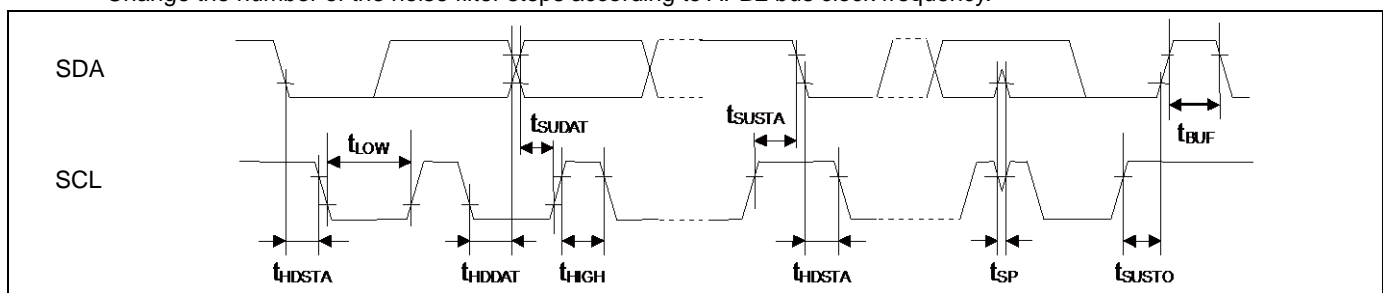 Change the number of the noise filter steps according to APB2 bus clock frequency.
SDA
tSUDAT
tSUSTA
tLOW
tBUF
SCL
tHDSTA
tHDDAT
tHIGH
tHDSTA
tSP
tSUSTO